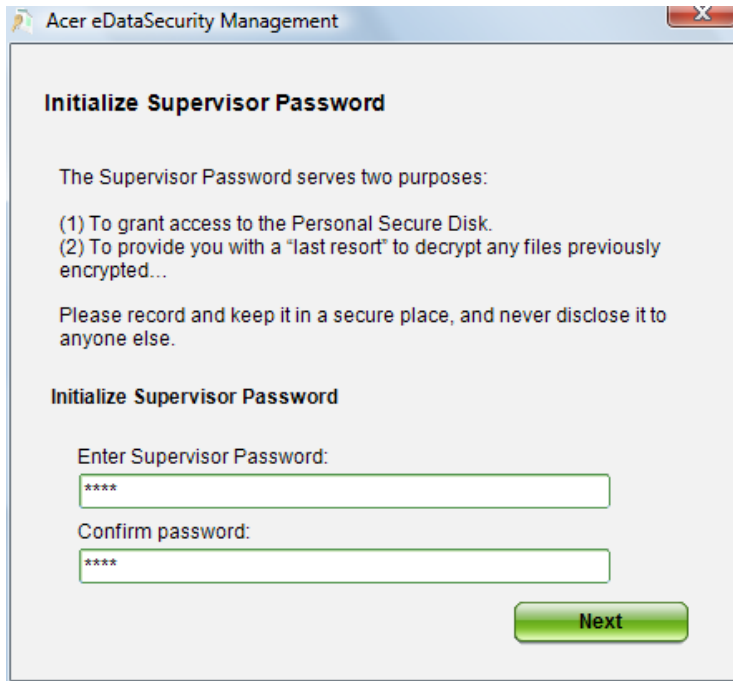 Acer eDataSecurity Management
Initialize Supervisor Password
The Supervisor Password serves two purposes:
(1) To grant access to the Personal Secure Disk.
(2) To provide you with a “last resort” to decrypt any files previously
encrypted...
Please record and keep it in a secure place, and never disclose it to
anyone else.
Initialize Supervisor Password
Enter Supervisor Password:
****
Confirm password:
****
Next